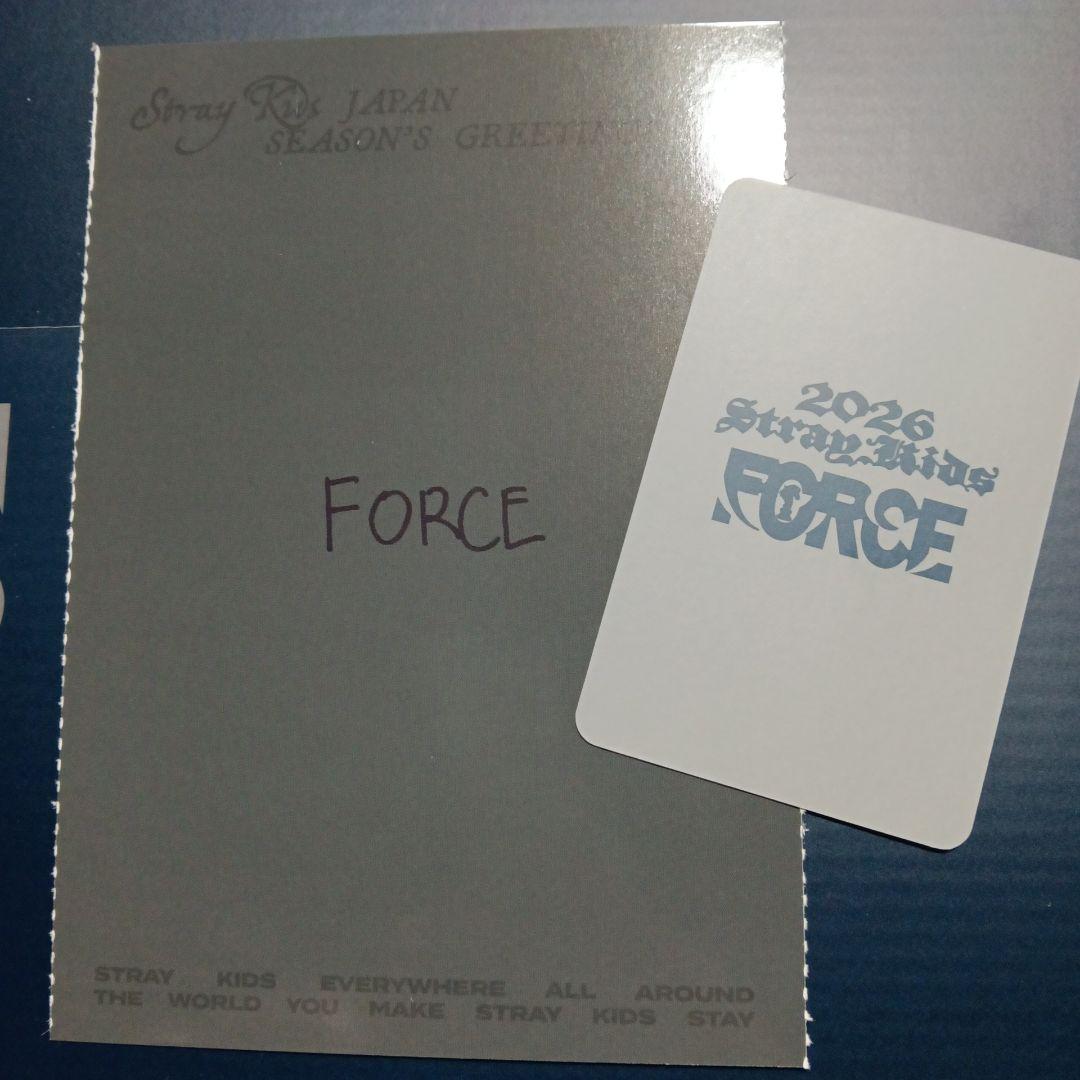 Stray Kids JAPAN
SEASON'S GREETINGS
FORCE
STRAY KIDS EVERYWHERE ALL AROUND
THE WORLD YOU MAKE STRAY KIDS STAY
2026
Stray Kids
FORCE
1